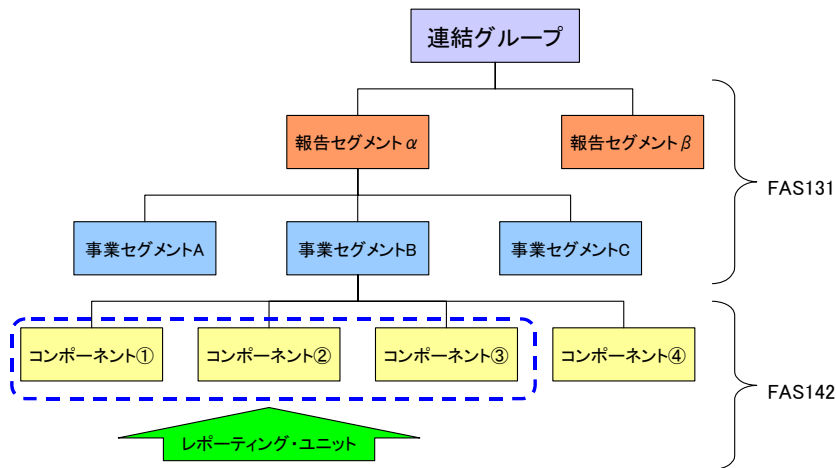 連結グループ
報告セグメントα
報告セグメントβ
FAS131
事業セグメントA
事業セグメントB
事業セグメントC
コンポーネント①
コンポーネント②
コンポーネント③
コンポーネント④
FAS142
レポーティング・ユニット